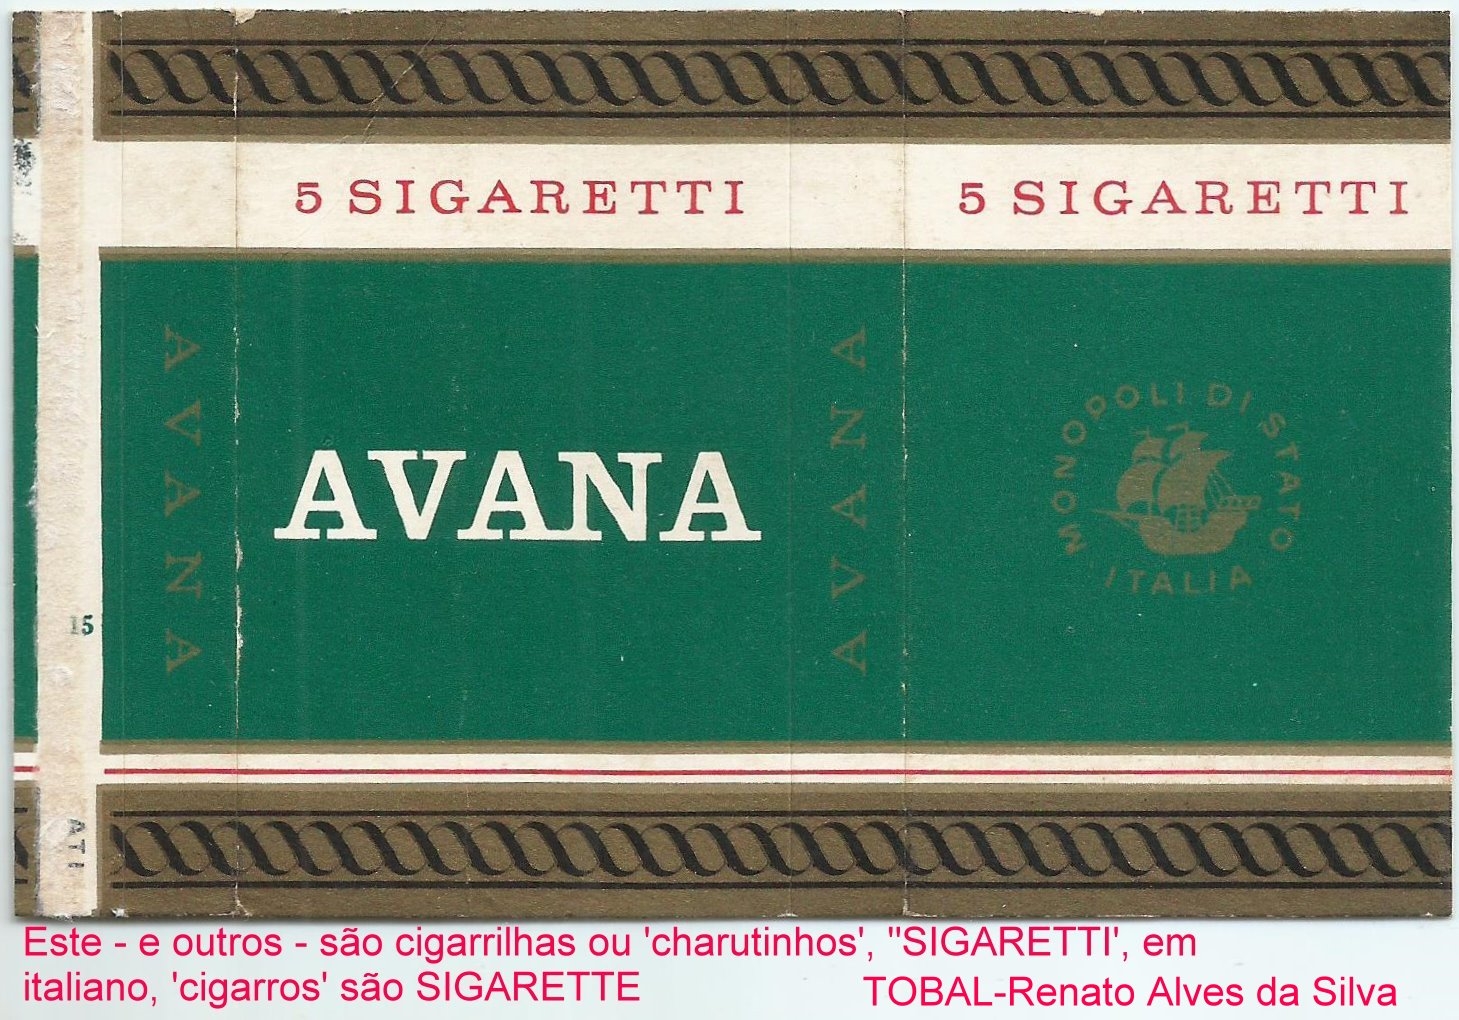 5 SIGARETTI
5 SIGARETTI
AVANA
AVANA
AVANA
MONOPOLI DI STATO
ITALIA
15
ATI
Este - e outros - são cigarrilhas ou 'charutinhos', "SIGARETTI', em
italiano, 'cigarros' são SIGARETTE
TOBAL-Renato Alves da Silva